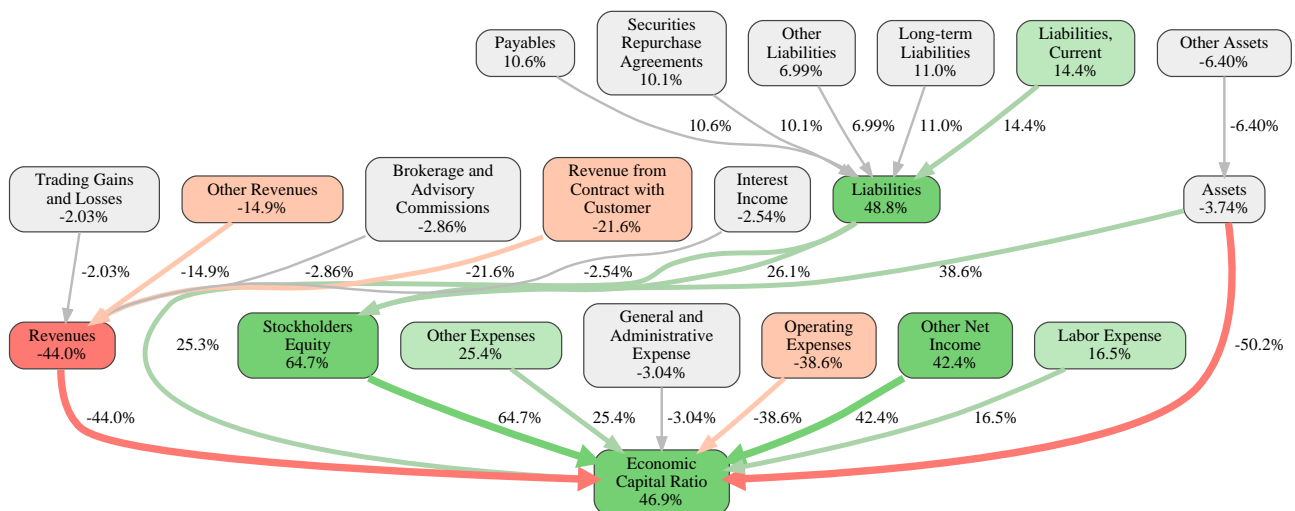 Payables
10.6%
Securities
Repurchase
Agreements
10.1%
Other
Liabilities
6.99%
Long-term
Liabilities
11.0%
Liabilities,
Current
14.4%
Other Assets
-6.40%
10.6%
10.1%
6.99%
11.0%
14.4%
-6.40%
Trading Gains
and Losses
-2.03%
Other Revenues
-14.9%
Brokerage and
Advisory
Commissions
-2.86%
Revenue from
Contract with
Customer
-21.6%
Interest
Income
-2.54%
Liabilities
48.8%
Assets
-3.74%
-2.03%
-14.9%
-2.86%
-21.6%
-2.54%
26.1%
38.6%
Revenues
-44.0%
25.3%
Stockholders
Equity
64.7%
Other Expenses
25.4%
General and
Administrative
Expense
-3.04%
Operating
Expenses
-38.6%
Other Net
Income
42.4%
Labor Expense
16.5%
-50.2%
-44.0%
64.7%
25.4%
-3.04%
-38.6%
42.4%
16.5%
Economic
Capital Ratio
46.9%